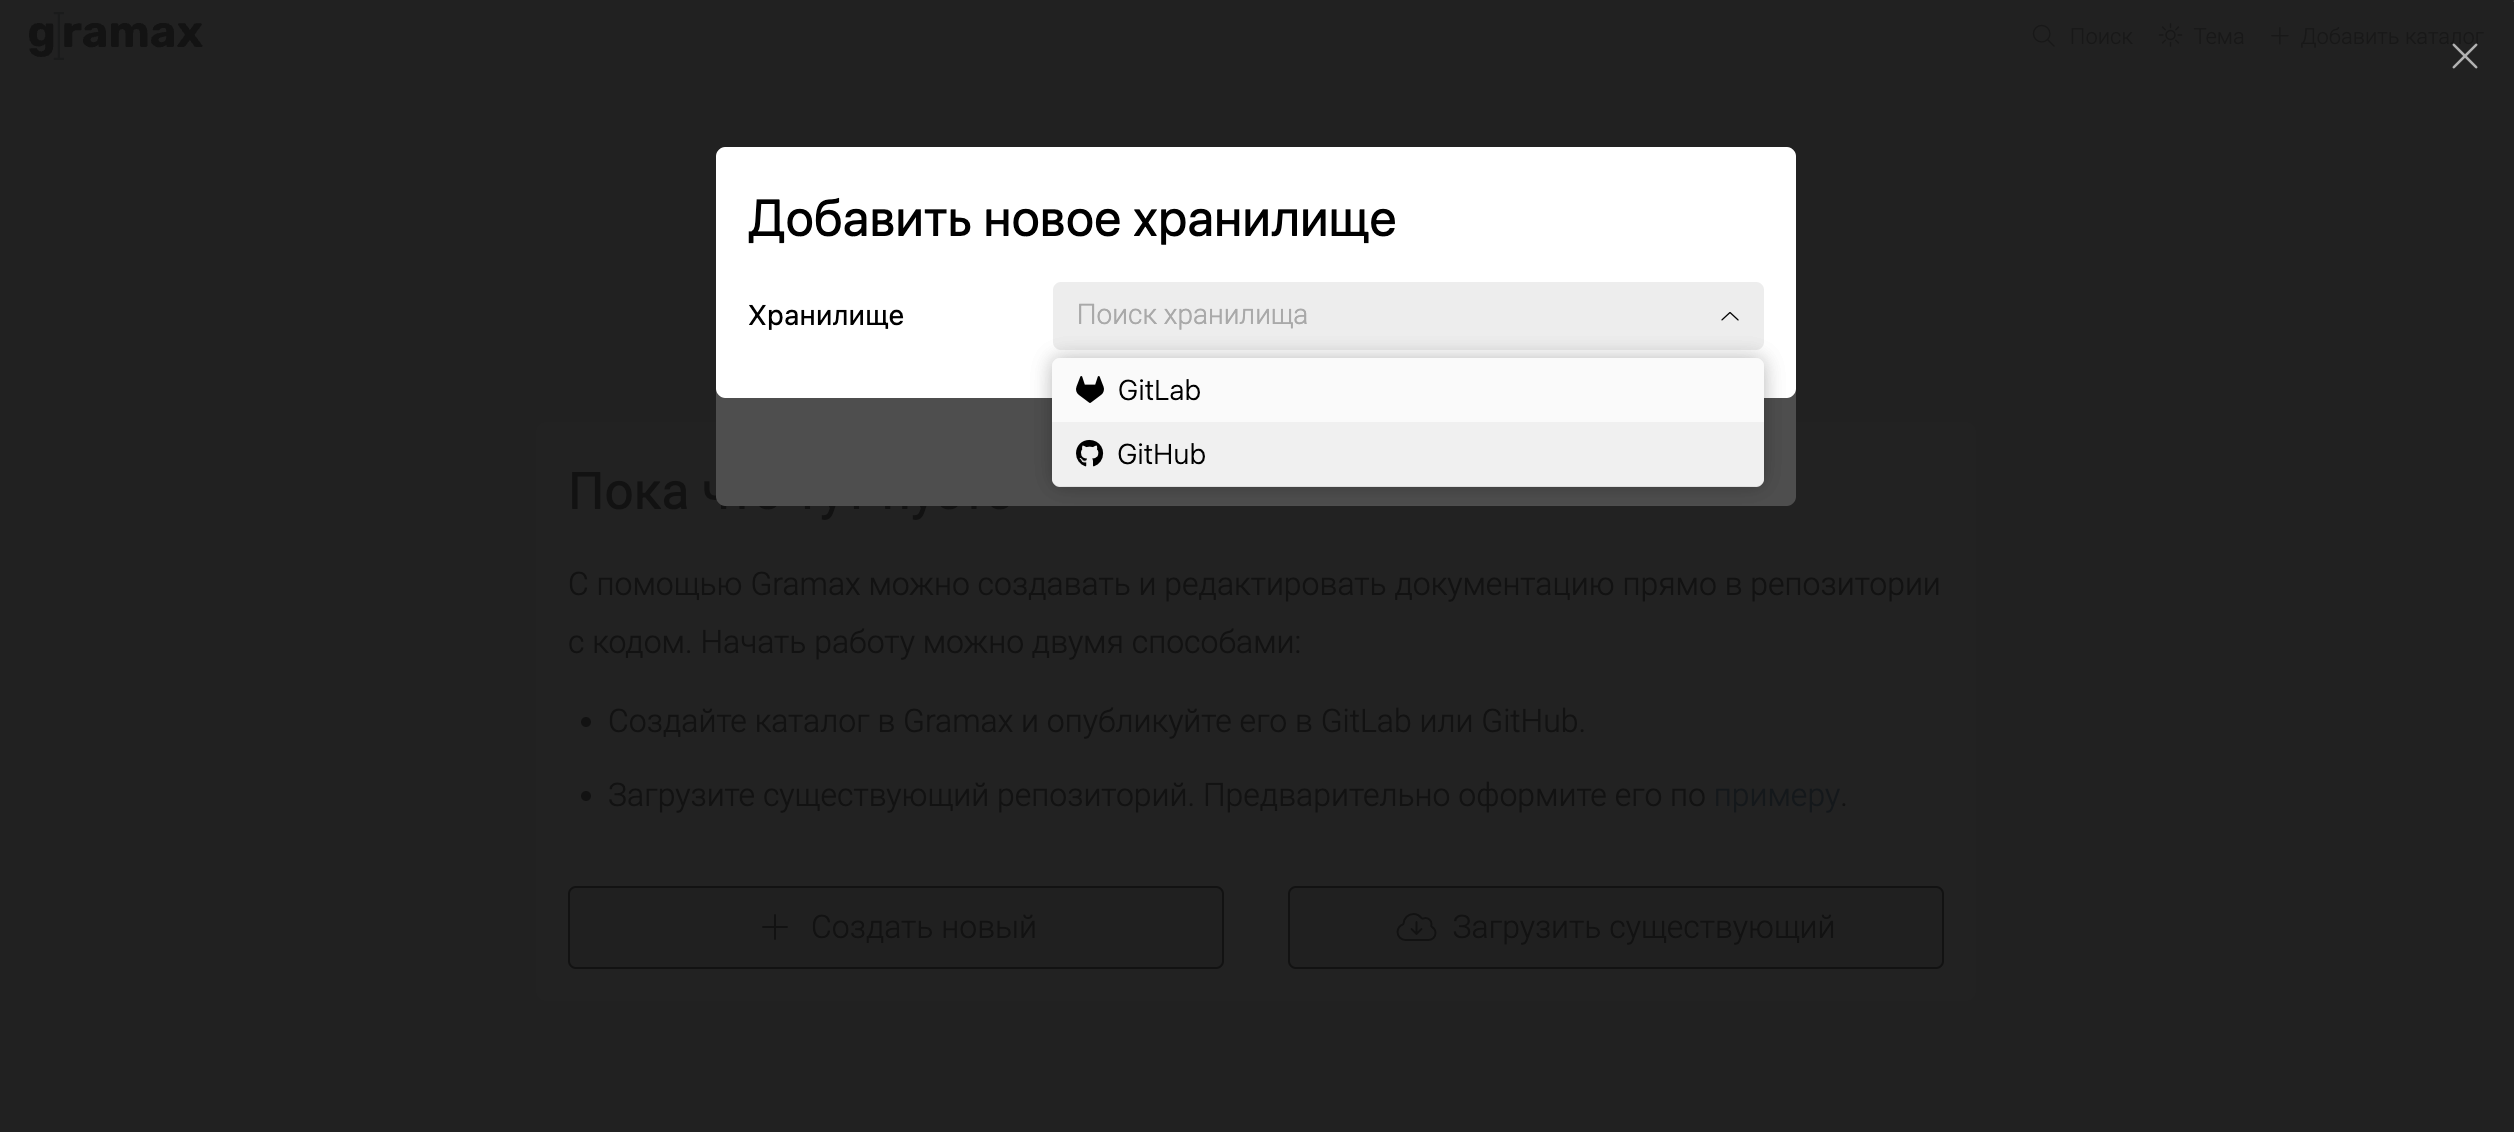 gramax
Поиск
Тема
Добавить каталог
Добавить новое хранилище
Хранилище
Поиск хранилища
GitLab
GitHub
Пока
С помощью Gramax можно создавать и редактировать документацию прямо в репозитории
с кодом. Начать работу можно двумя способами:
• Создайте каталог в Gramax и опубликуйте его в GitLab или GitHub.
• Загрузите существующий репозиторий. Предварительно оформите его по примеру.
Создать новый
Загрузить существующий